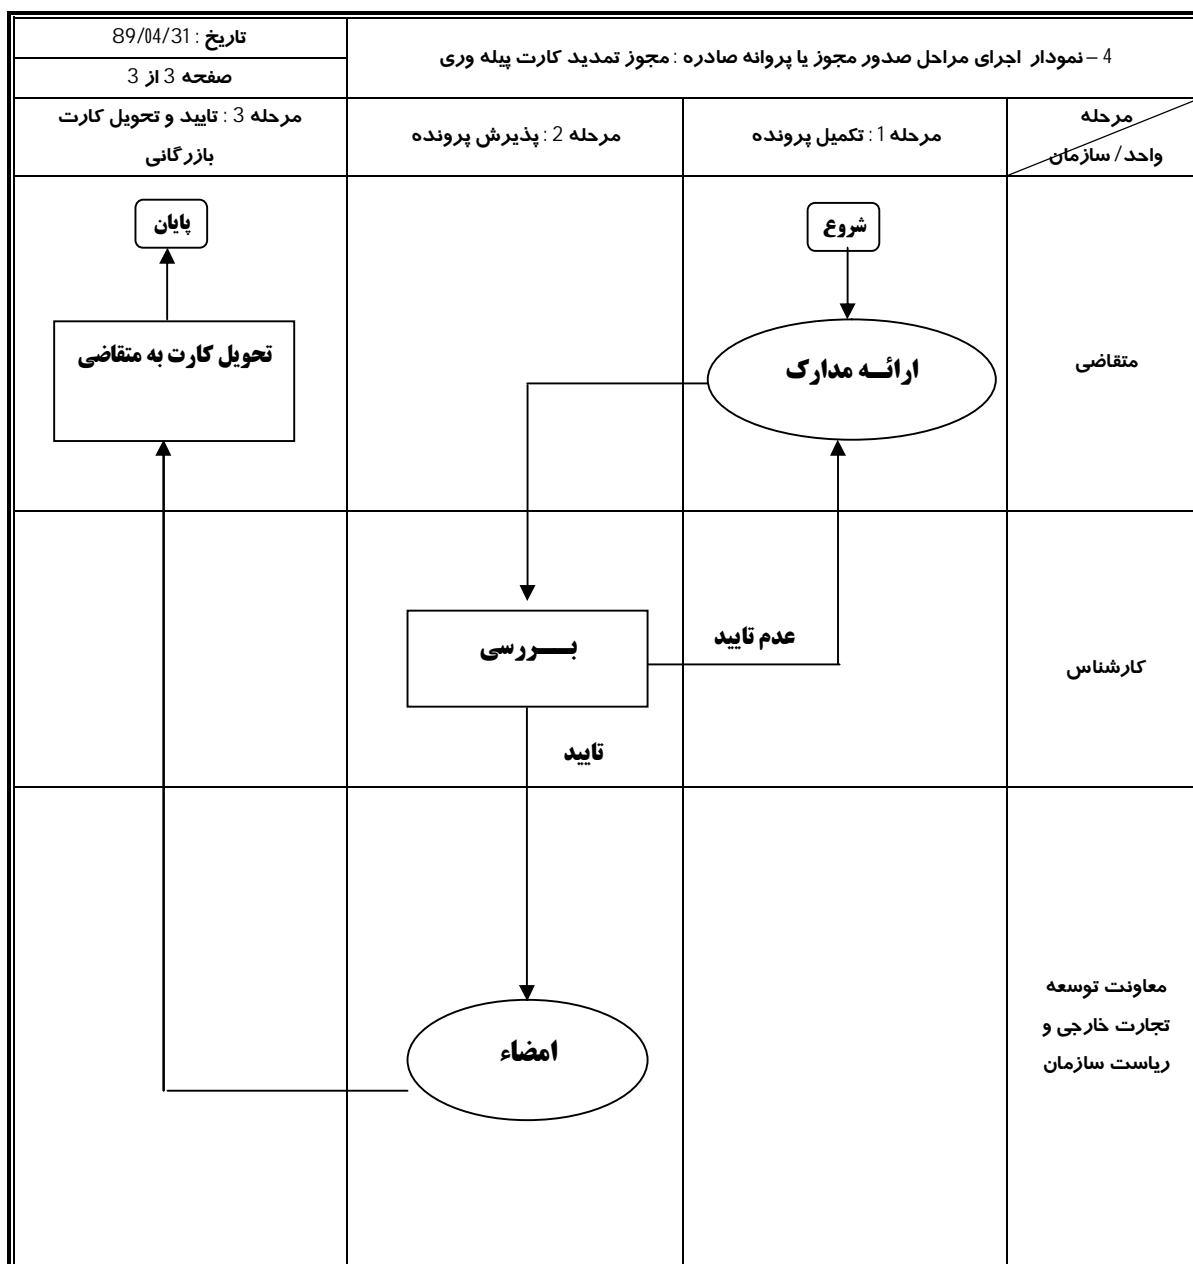 4 – نمودار اجرای مراحل صدور مجوز یا پروانه صادره : مجوز تمدید کارت پیله وری
تاریخ : 89/04/31
صفحه 3 از 3
مرحله
واحد/ سازمان
مرحله 1 : تکمیل پرونده
مرحله 2 : پذیرش پرونده
مرحله 3 : تایید و تحویل کارت
بازرگانی
متقاضی
شروع
ارائــه مدارک
پایان
تحویل کارت به متقاضی
کارشناس
بـــررسی
عدم تایید
تایید
معاونت توسعه
تجارت خارجی و
ریاست سازمان
امضاء